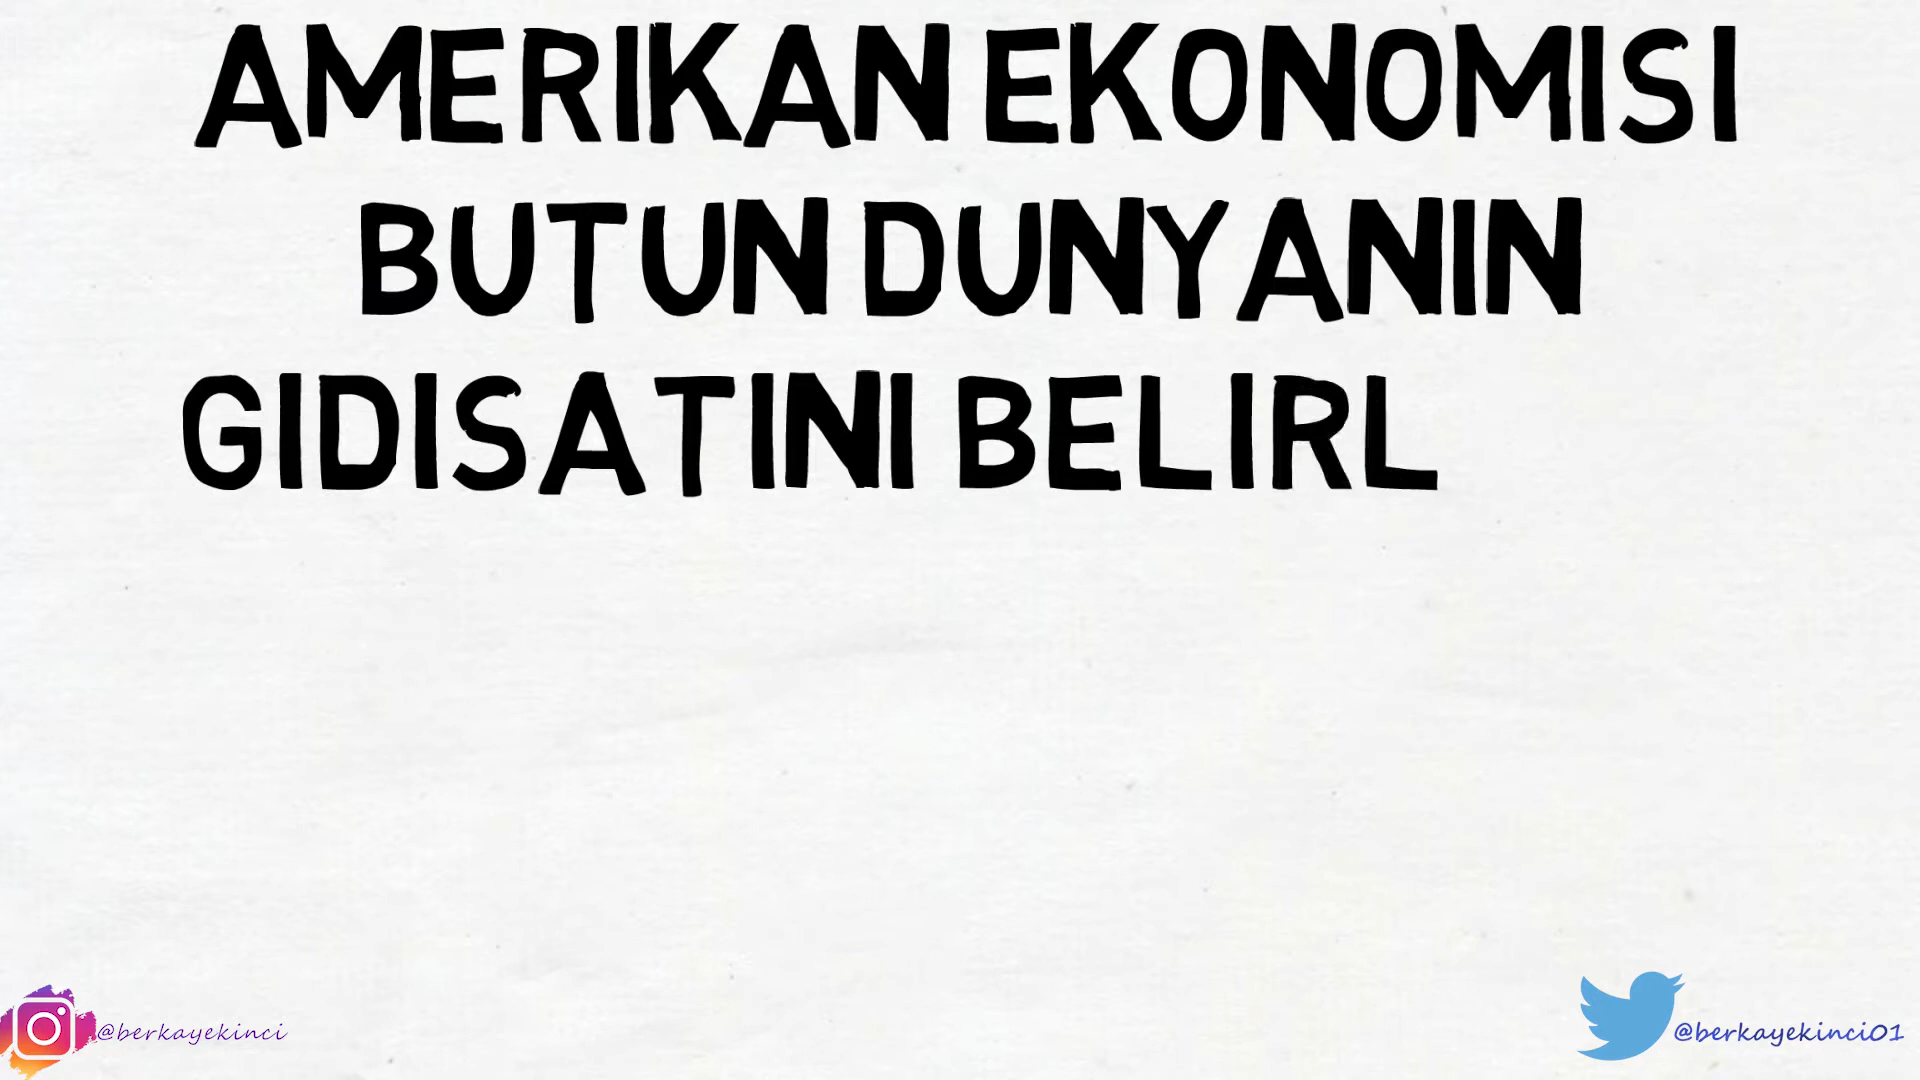 AMERIKAN EKONOMISI
BUTUN DUNYANIN
GIDISATINI BELIRL
@berkayekinci
@berkayekinci01